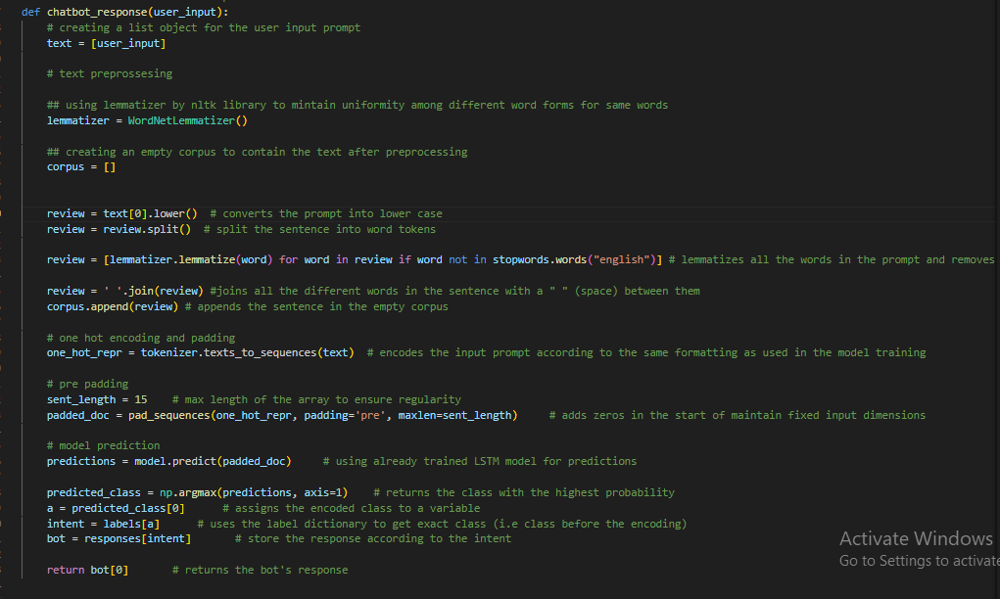 def chatbot_response(user_input):
# creating a list object for the user input prompt
text = [user_input]
# text preprossesing
## using lemmatizer by nltk library to mintain uniformity among different word forms for same words
lemmatizer = WordNetLemmatizer()
## creating an empty corpus to contain the text after preprocessing
corpus = []
review = text[0].lower()  # converts the prompt into lower case
review = review.split()  # split the sentence into word tokens
review = [lemmatizer.lemmatize(word) for word in review if word not in stopwords.words("english")] # lemmatizes all the words in the prompt and removes
review = ' '.join(review) #joins all the different words in the sentence with a " " (space) between them
corpus.append(review) # appends the sentence in the empty corpus
# one hot encoding and padding
one_hot_repr = tokenizer.texts_to_sequences(text)  # encodes the input prompt according to the same formatting as used in the model training
# pre padding
sent_length = 15    # max length of the array to ensure regularity
padded_doc = pad_sequences(one_hot_repr, padding='pre', maxlen=sent_length)     # adds zeros in the start of maintain fixed input dimensions
# model prediction
predictions = model.predict(padded_doc)     # using already trained LSTM model for predictions
predicted_class = np.argmax(predictions, axis=1)    # returns the class with the highest probability
a = predicted_class[0]      # assigns the encoded class to a variable
intent = labels[a]      # uses the label dictionary to get exact class (i.e class before the encoding)
bot = responses[intent]       # store the response according to the intent
return bot[0]       # returns the bot's response
Activate Windows
Go to Settings to activate